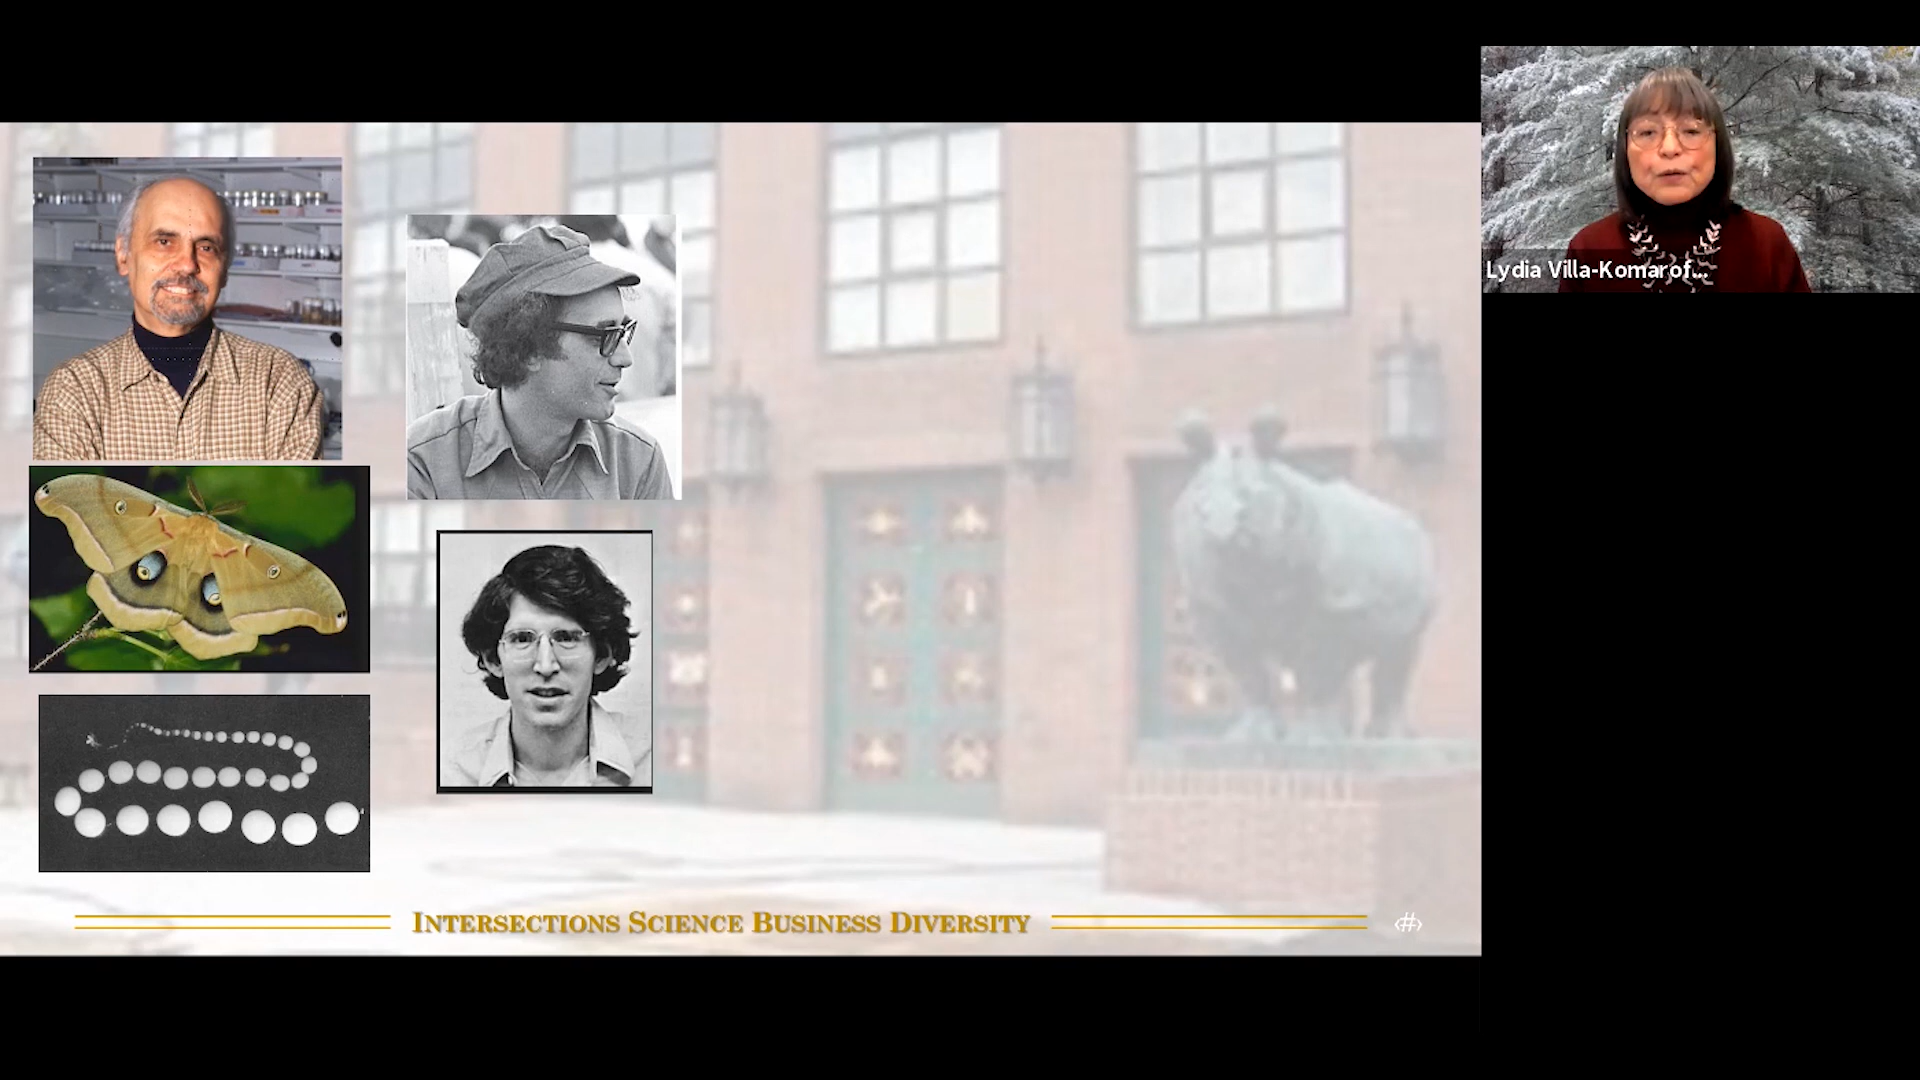 Lydia Villa-Komarof...
INTERSECTIONS SCIENCE BUSINESS DIVERSITY
‹#›